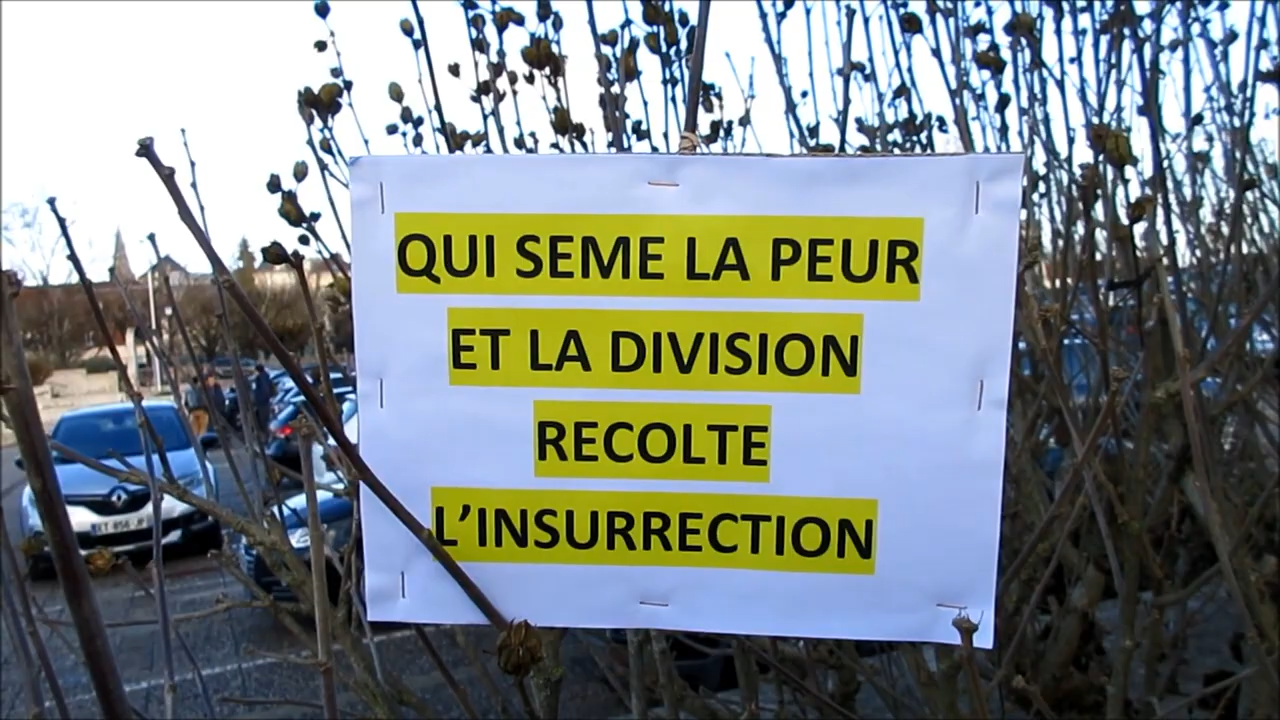 QUI SEME LA PEUR
ET LA DIVISION
RECOLTE
L'INSURRECTION